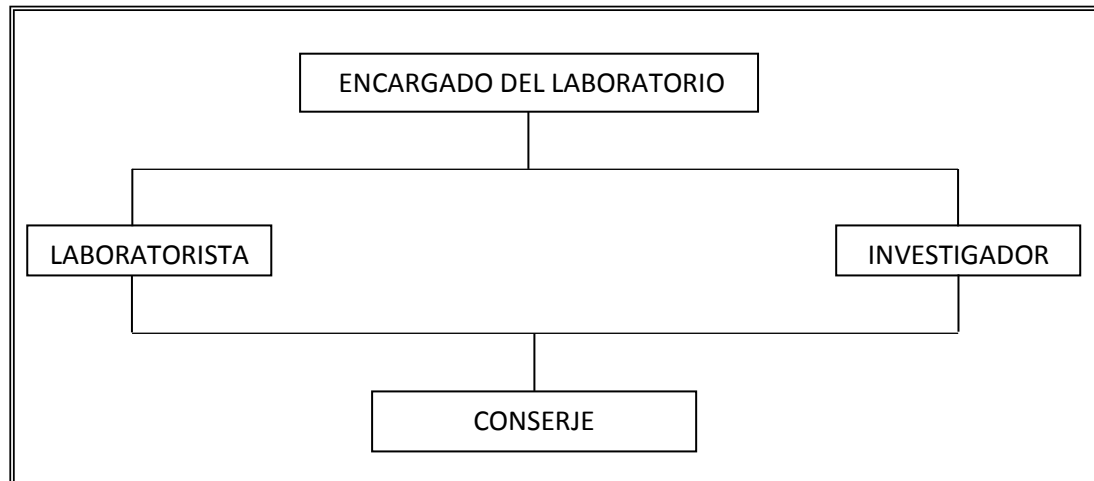 ENCARGADO DEL LABORATORIO
LABORATORISTA
INVESTIGADOR
CONSERJE